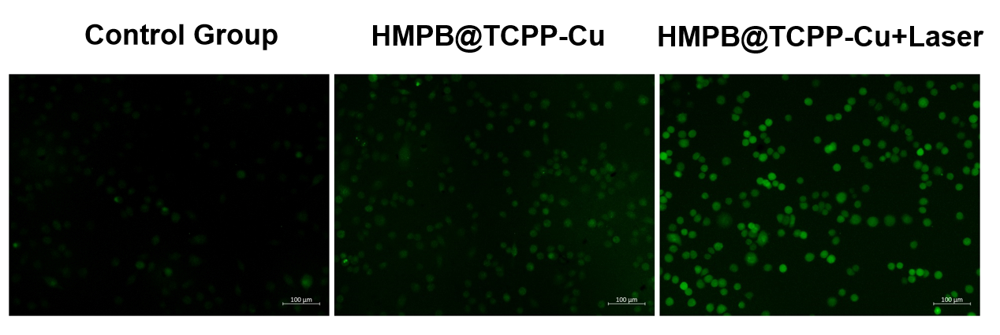 Control Group
HMPB@TCPP-Cu
HMPB@TCPP-Cu+Laser
100 µm
100 µm
100 µm